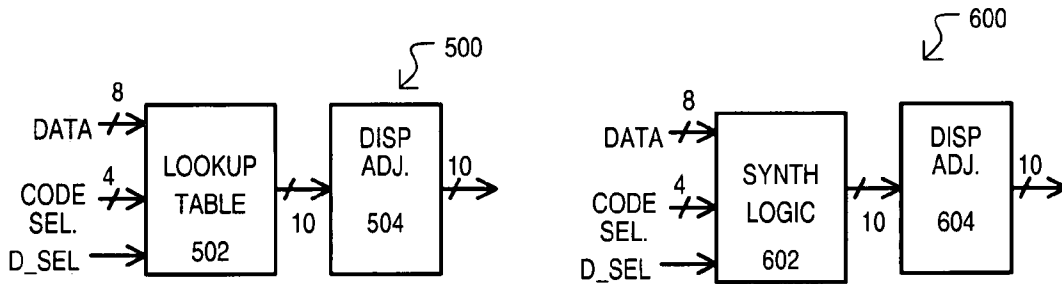 500
8
DATA
4
CODE
SEL.
D_SEL
LOOKUP
TABLE
502
10
DISP
ADJ.
504
10
600
8
DATA
4
CODE
SEL.
D_SEL
SYNTH
LOGIC
602
10
DISP
ADJ.
604
10